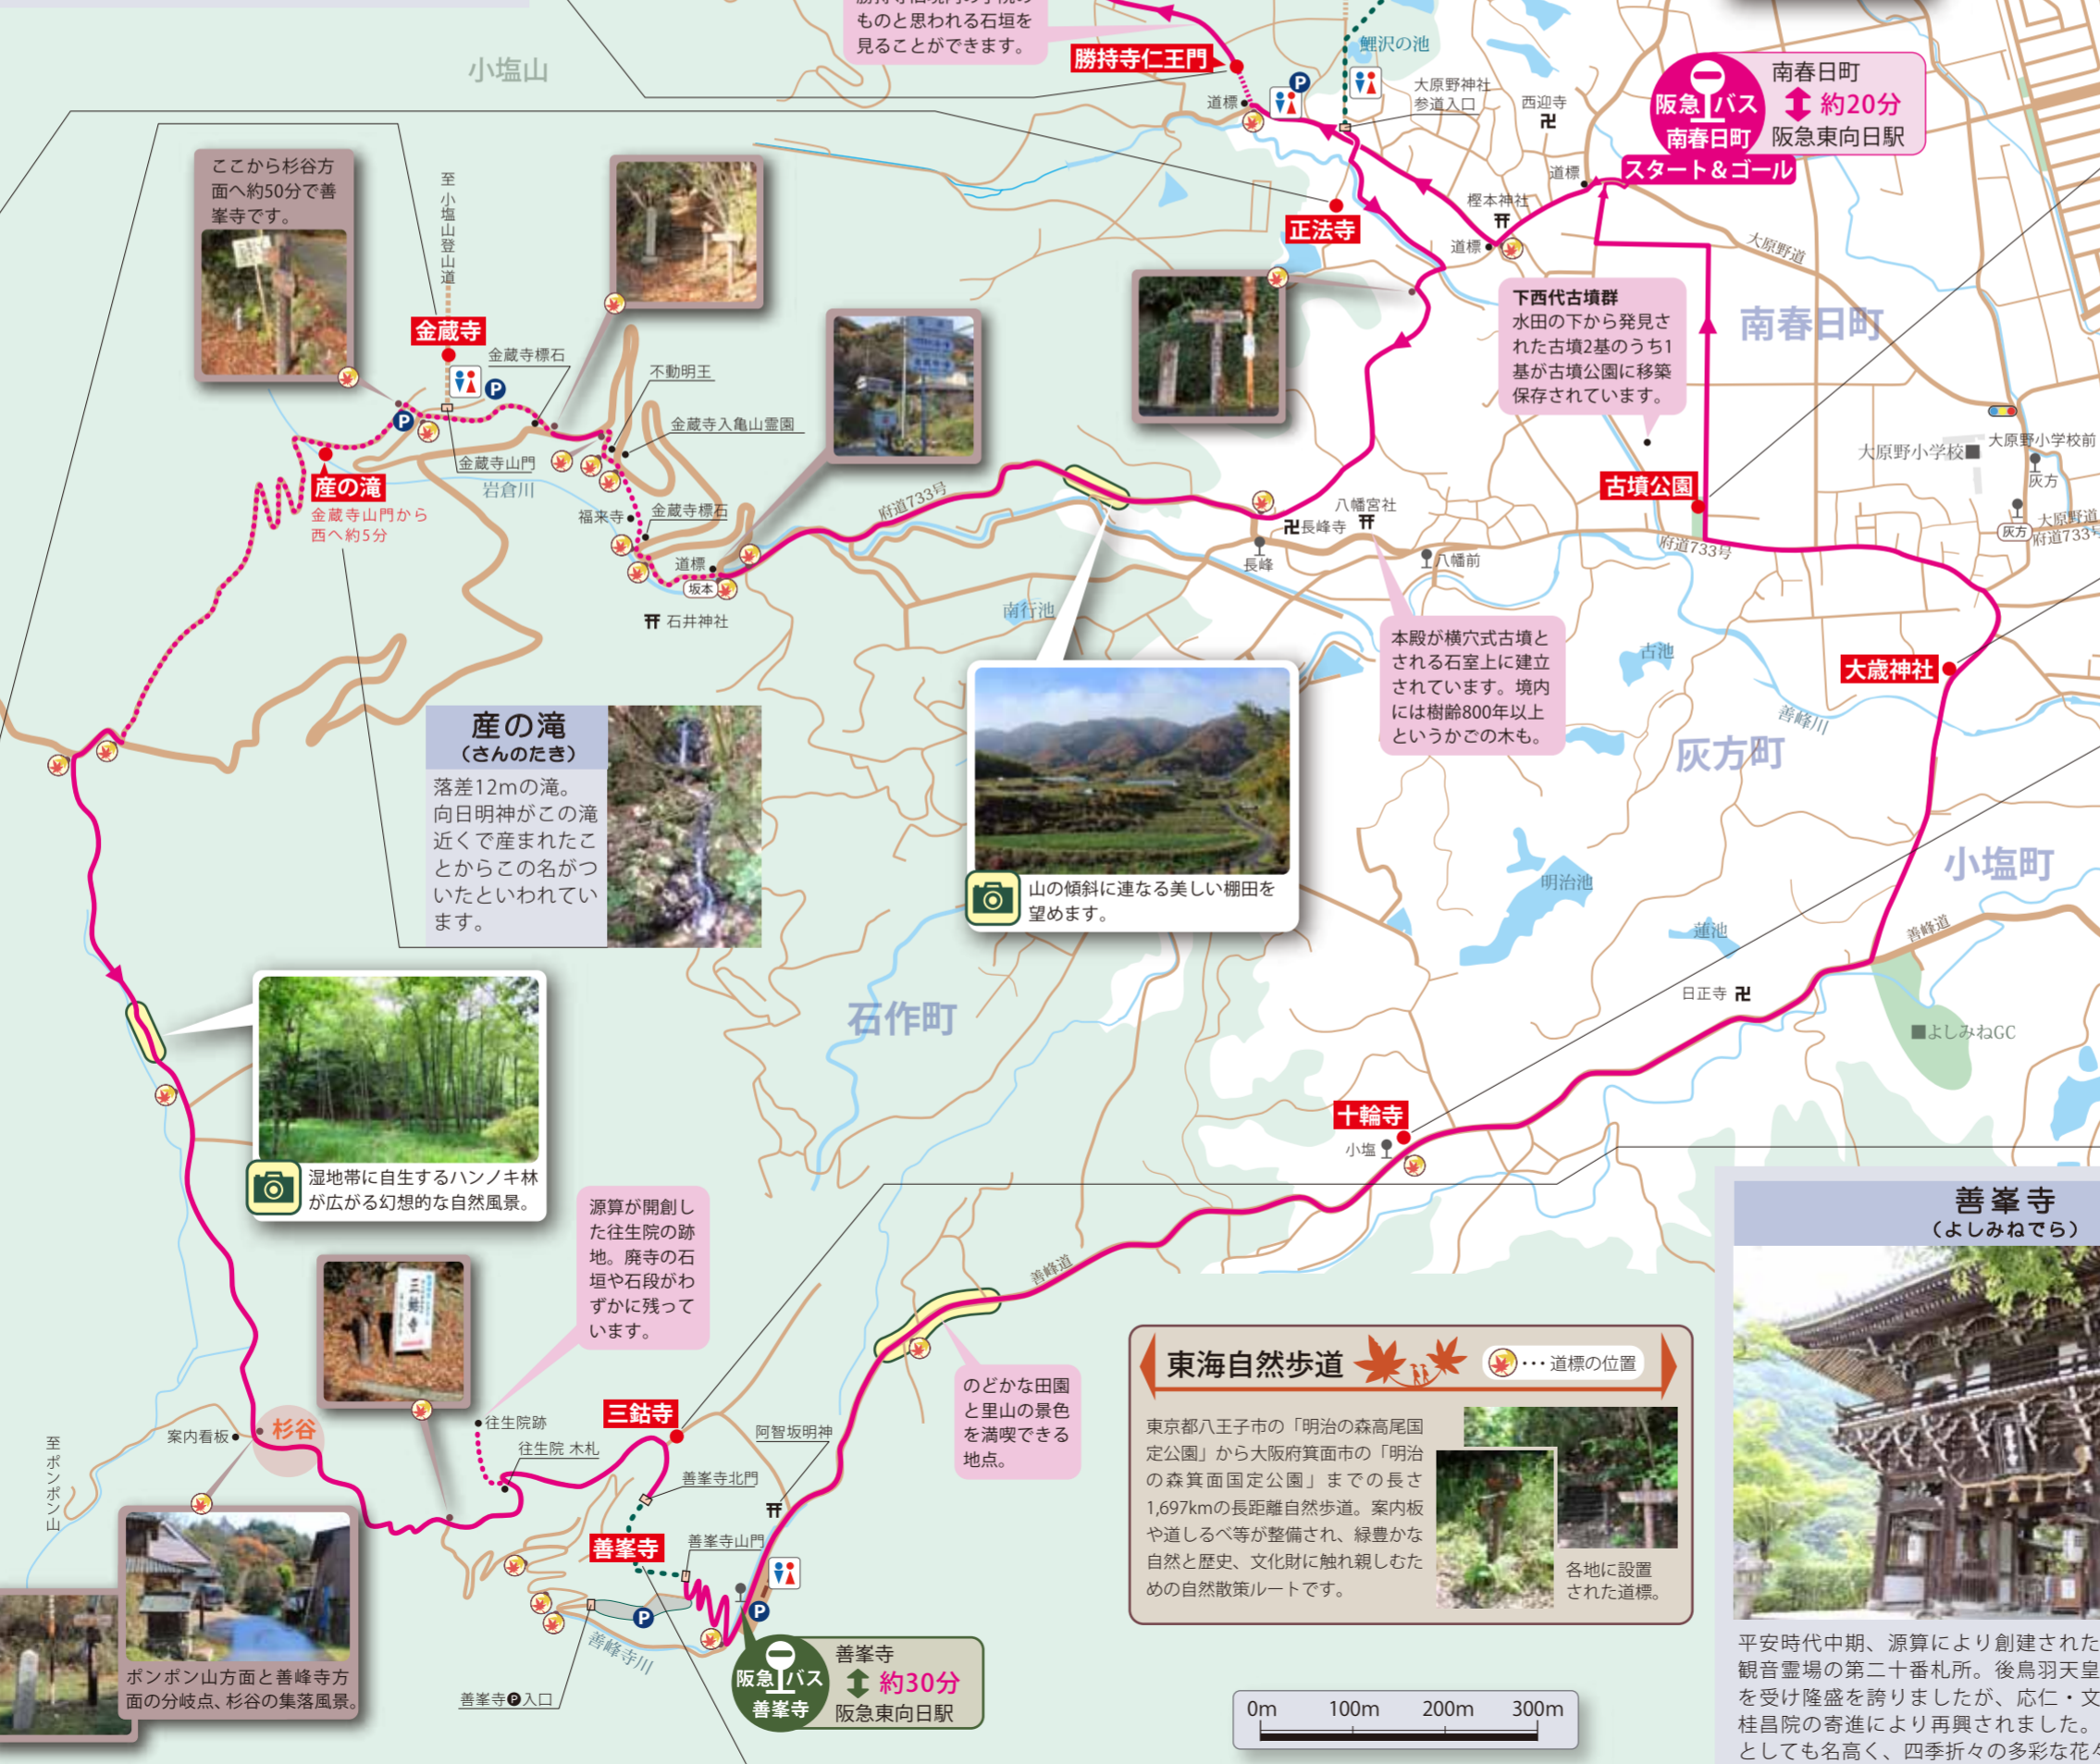 ものと思われる石垣を
見ることができます。
小塩山
勝持寺仁王門
鯉沢の池
道標
P
大原野神社
参道入口
西迎寺
卍
道標
阪急バス
南春日町
南春日町
約20分
阪急東向日駅
スタート&ゴール
樫本神社
道標
大原野道
正法寺
ここから杉谷方
面へ約50分で善
峯寺です。
至小塩山登山道
金蔵寺
P
金蔵寺標石
不動明王
金蔵寺入亀山霊園
P
金蔵寺山門
岩倉川
産の滝
金蔵寺山門から
西へ約5分
福来寺
金蔵寺標石
道標
坂本
石井神社
府道733号
南行池
長峰
卍長峰寺
八幡宮社
八幡前
下西代古墳群
水田の下から発見さ
れた古墳2基のうち1
基が古墳公園に移築
保存されています。
南春日町
古墳公園
府道733号
大原野小学校
大原野小学校前
灰方
灰方
大原野道
府道733号
本殿が横穴式古墳と
される石室上に建立
されています。境内
には樹齢800年以上
というかごの木も。
古池
大歳神社
善峰川
灰方町
小塩町
産の滝
(さんのたき)
落差12mの滝。
向日明神がこの滝
近くで産まれたこ
とからこの名がつ
いたといわれてい
ます。
山の傾斜に連なる美しい棚田を
望めます。
明治池
蓮池
善峰道
日正寺 卍
よしみねGC
石作町
湿地帯に自生するハンノキ林
が広がる幻想的な自然風景。
十輪寺
小塩
善峰道
源算が開創し
た往生院の跡
地。廃寺の石
垣や石段がわ
ずかに残って
います。
のどかな田園
と里山の景色
を満喫できる
地点。
三鈷寺
往生院跡
往生院 木札
阿智坂明神
善峯寺北門
善峯寺
善峯寺山門
P
P
案内看板
杉谷
至ポンポン山
ポンポン山方面と善峰寺方
面の分岐点、杉谷の集落風景。
善峰寺川
善峯寺P入口
阪急バス
善峯寺
善峯寺
約30分
阪急東向日駅
東海自然歩道
・・・道標の位置
東京都八王子市の「明治の森高尾国
定公園」から大阪府箕面市の「明治
の森箕面国定公園」までの長さ
1,697kmの長距離自然歩道。案内板
や道しるべ等が整備され、緑豊かな
自然と歴史、文化財に触れ親しむた
めの自然散策ルートです。
各地に設置
された道標。
0m 100m 200m 300m
善峯寺
(よしみねでら)
平安時代中期、源算により創建された
観音霊場の第二十番札所。後鳥羽天皇
を受け隆盛を誇りましたが、応仁・文
桂昌院の寄進により再興されました。
としても名高く、四季折々の多彩な花々